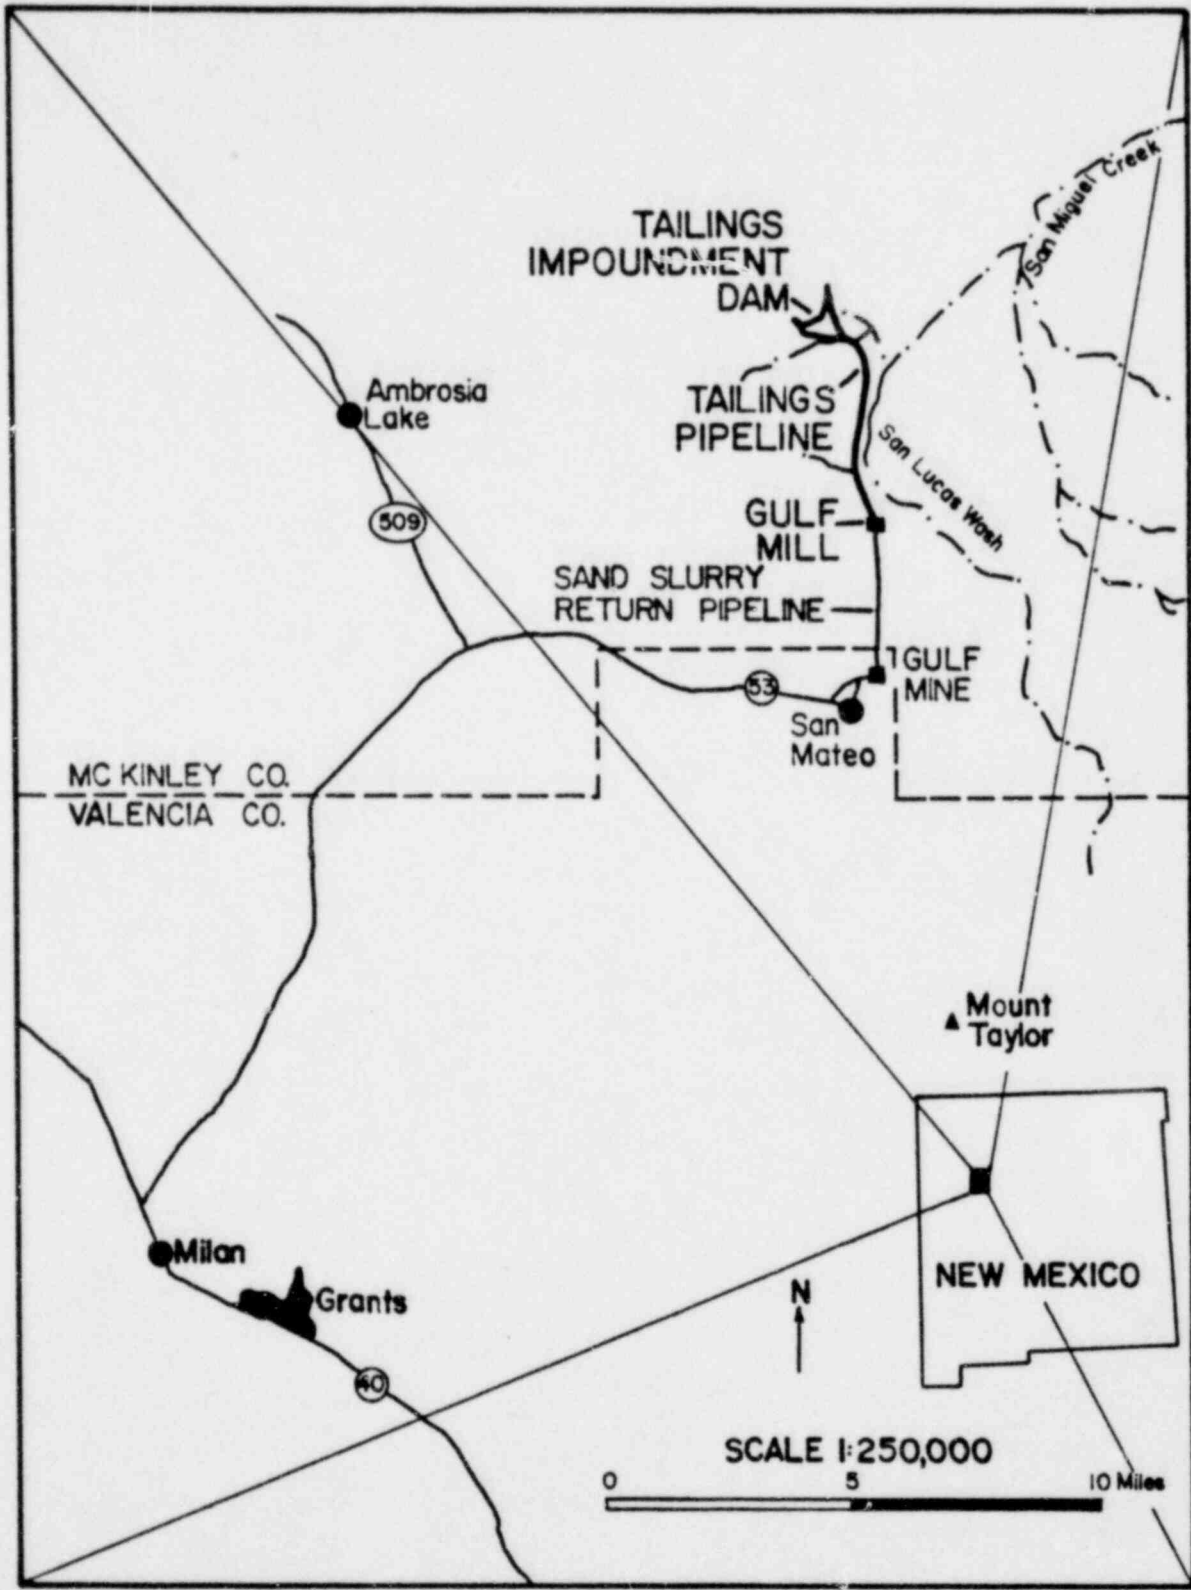 San Miguel Creek
TAILINGS
IMPOUNDMENT
DAM
Ambrosia
Lake
TAILINGS
PIPELINE
San Lucas Wash
509
GULF
MILL
SAND SLURRY
RETURN PIPELINE
GULF
MINE
53
San
Mateo
MC KINLEY CO.
VALENCIA CO.
Mount
Taylor
Milan
Grants
NEW MEXICO
N
40
SCALE 1:250,000
0 5 10 Miles